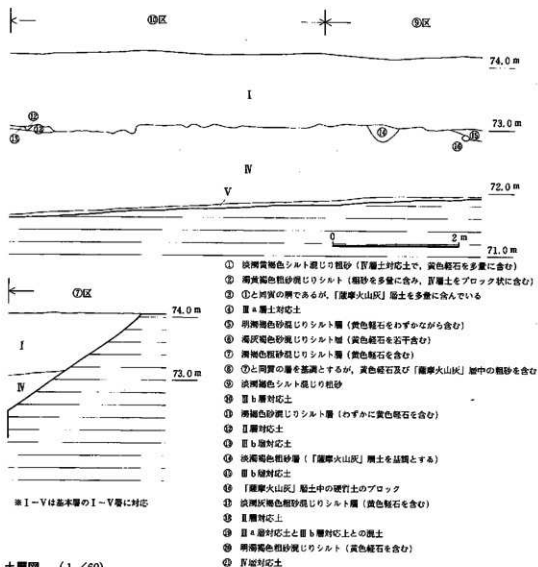 ⑩区
⑨区
74.0 m
Ⅰ
73.0 m
⑫
⑬
⑭
⑮
⑯
Ⅳ
Ⅴ
72.0 m
0 2 m
71.0 m
⑦区
74.0 m
Ⅰ
73.0 m
Ⅳ
※Ⅰ〜Ⅴは基本層のⅠ〜Ⅴ層に対応
① 淡濁黄褐色シルト混じり粗砂(Ⅳ層土対応土で、黄色軽石を多量に含む)
② 濁黄褐色粗砂混じりシルト(粗砂を多量に含み、Ⅳ層土をブロック状に含む)
③ ①と同質の層であるが、「薩摩火山灰」層土を多量に含んでいる
④ Ⅲa層土対応土
⑤ 明濁褐色砂混じりシルト層(黄色軽石をわずかながら含む)
⑥ 濁灰褐色砂混じりシルト層(黄色軽石を若干含む)
⑦ 濁褐色粗砂混じりシルト層(黄色軽石を含む)
⑧ ⑦と同質の層を基調とするが、黄色軽石及び「薩摩火山灰」層中の粗砂を含む
⑨ 淡濁褐色シルト混じり粗砂
⑩ Ⅲb層対応土
⑪ 濁褐色砂混じりシルト層(わずかに黄色軽石を含む)
⑫ Ⅱ層対応土
⑬ Ⅲb層対応土
⑭ 淡濁褐色粗砂層(「薩摩火山灰」層土を基調とする)
⑮ Ⅲb層対応土
⑯ 「薩摩火山灰」層土中の硬質土のブロック
⑰ 淡濁灰褐色粗砂混じりシルト層(黄色軽石を含む)
⑱ Ⅱ層対応土
⑲ Ⅲa層対応土とⅢb層対応土との混土
⑳ 明濁褐色粗砂混じりシルト(黄色軽石を含む)
㉑ Ⅳ層対応土
土層図 (1/60)